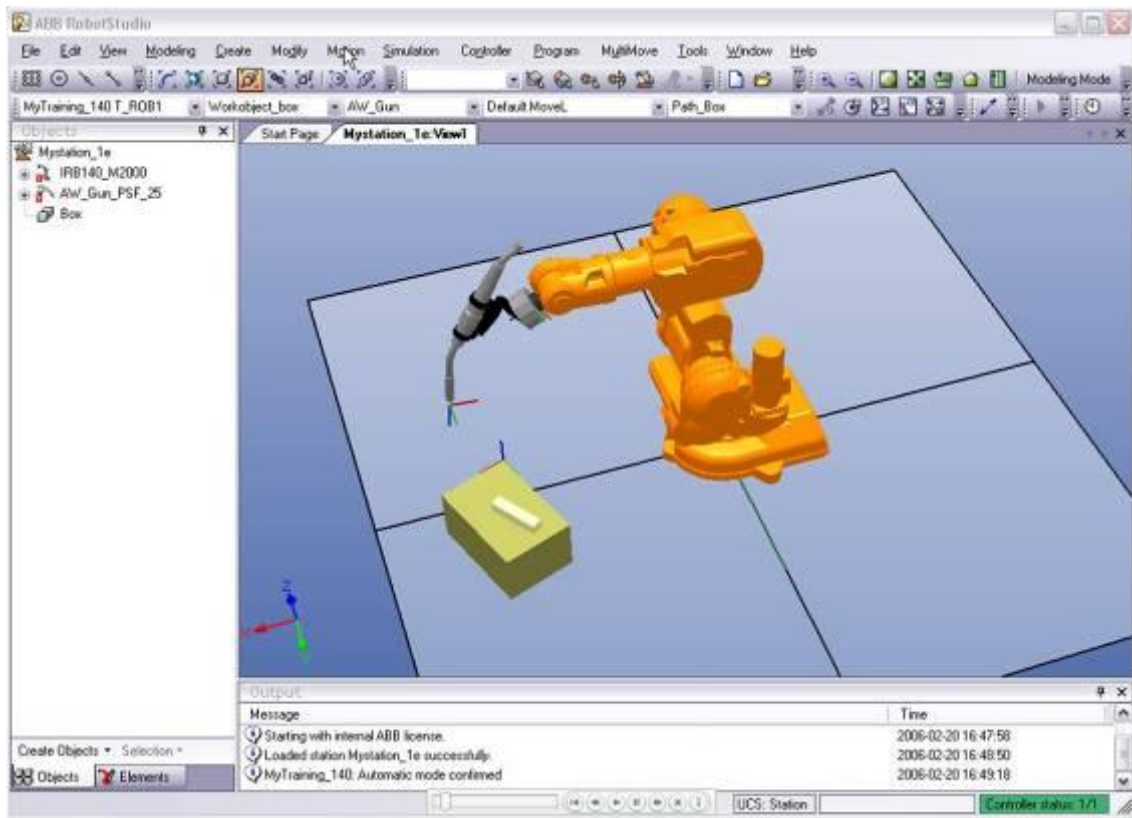 ABB RobotStudio
File Edit View Modeling Create Modify Motion Simulation Controller Program MultiMove Tools Window Help
Modeling Mode
MyTraining_140 T_ROB1 Workobject_box AW_Gun Default MoveL Path_Box
Objects
Start Page Mystation_1e:View1
Mystation_1e
IRB140_M2000
AW_Gun_PSF_25
Box
Z
X
Y
Output
Message Time
Starting with internal ABB license. 2006-02-20 16:47:58
Loaded station Mystation_1e successfully. 2006-02-20 16:48:50
MyTraining_140: Automatic mode confirmed 2006-02-20 16:49:18
Create Objects Selection
Objects Elements
UCS: Station Controller status: 1/1